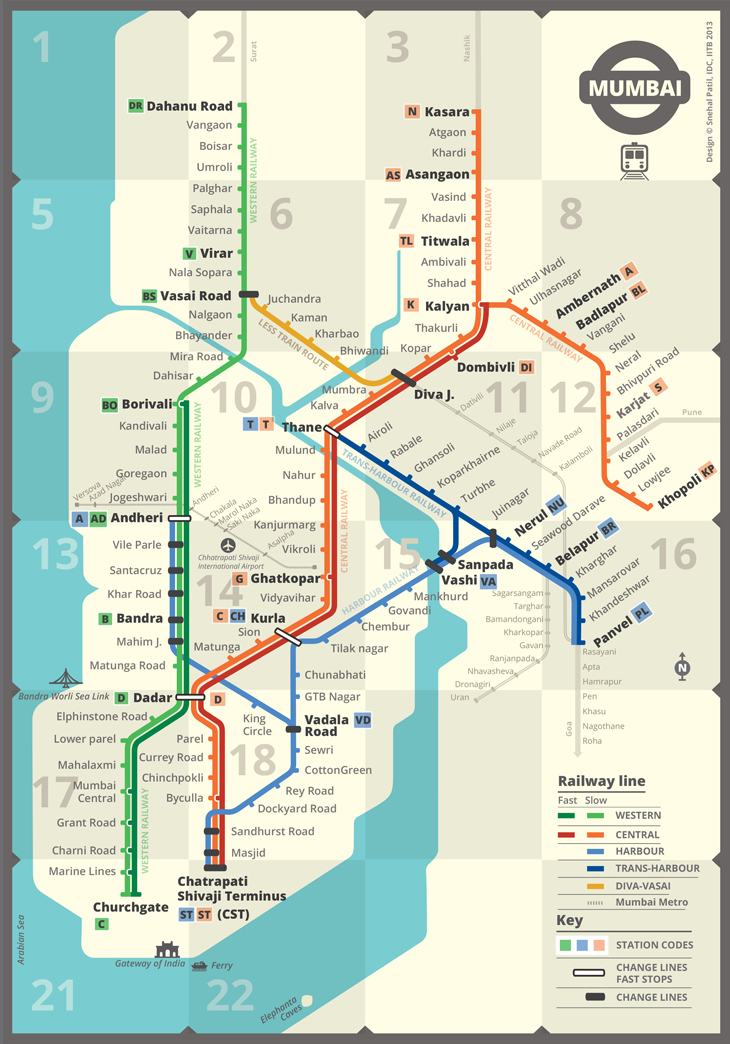 1
2
3
Surat
Nashik
MUMBAI
Design © Snehal Patil, IDC, IITB 2013
DR Dahanu Road
Vangaon
Boisar
Umroli
Palghar
Saphala
Vaitarna
V Virar
Nala Sopara
BS Vasai Road
Nalgaon
Bhayander
Mira Road
Dahisar
WESTERN RAILWAY
5
6
7
8
N Kasara
Atgaon
Khardi
AS Asangaon
Vasind
Khadavli
TL Titwala
Ambivali
Shahad
K Kalyan
Thakurli
Kopar
CENTRAL RAILWAY
Juchandra
Kaman
Kharbao
Bhiwandi
LESS TRAIN ROUTE
Vitthal Wadi
Ulhasnagar
Ambernath A
Badlapur BL
Vangani
Shelu
Neral
Bhivpuri Road
Karjat S
Palasdari
Kelavli
Dolavli
Lowjee
Khopoli KP
CENTRAL RAILWAY
Pune
Dombivli DI
Diva J.
9
10
11
12
BO Borivali
Kandivali
Malad
Goregaon
Jogeshwari
WESTERN RAILWAY
Versova
Azad Nagar
A AD Andheri
Andheri
Chakala
Marol Naka
Saki Naka
Asalpha
Chhatrapati Shivaji
International Airport
Mumbra
Kalva
T T Thane
Mulund
Nahur
Bhandup
Kanjurmarg
Vikroli
G Ghatkopar
Vidyavihar
C CH Kurla
Sion
Matunga
CENTRAL RAILWAY
Airoli
Rabale
Ghansoli
Koparkhairne
Turbhe
Juinagar
TRANS-HARBOUR RAILWAY
Dativli
Nilaje
Taloja
Navade Road
Kalamboli
Nerul NU
Seawood Darave
Belapur BR
Kharghar
Mansarovar
Khandeshwar
Panvel PL
13
14
15
16
Vile Parle
Santacruz
Khar Road
B Bandra
Mahim J.
Matunga Road
Bandra Worli Sea Link
D Dadar D
Sanpada
Vashi VA
Mankhurd
Govandi
Chembur
Tilak nagar
HARBOUR RAILWAY
Sargarsangam
Targhar
Bamandongani
Kharkopar
Gavan
Ranjanpada
Nhavasheva
Dronagiri
Uran
Rasayani
Apta
Hamrapur
Pen
Khasu
Nagothane
Roha
Goa
N
Chunabhati
GTB Nagar
Vadala
Road VD
King
Circle
Sewri
CottonGreen
Rey Road
Dockyard Road
17
18
Elphinstone Road
Lower parel
Mahalaxmi
Mumbai
Central
Grant Road
Charni Road
Marine Lines
WESTERN RAILWAY
Churchgate
C
Parel
Currey Road
Chinchpokli
Byculla
Sandhurst Road
Masjid
Chatrapati
Shivaji Terminus
ST ST (CST)
Arabian Sea
Gateway of India
Ferry
Elephanta
Caves
21
22
Railway line
Fast Slow
WESTERN
CENTRAL
HARBOUR
TRANS-HARBOUR
DIVA-VASAI
Mumbai Metro
Key
STATION CODES
CHANGE LINES
FAST STOPS
CHANGE LINES